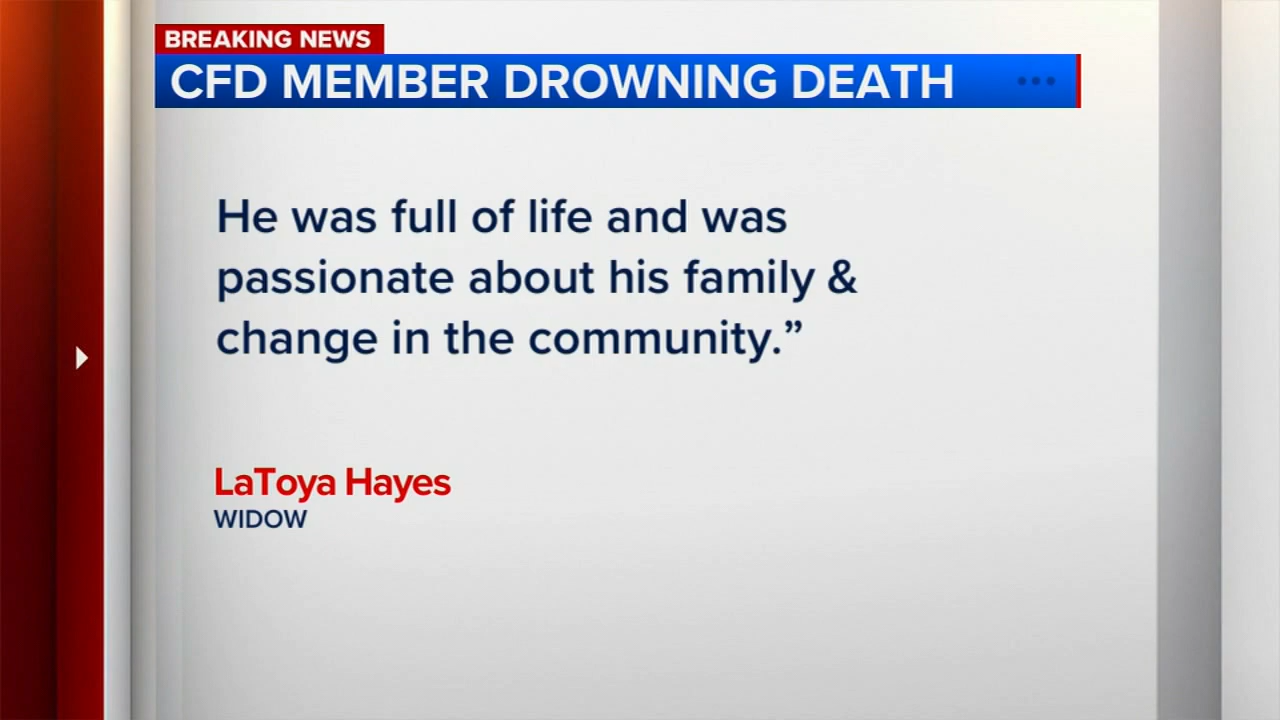 BREAKING NEWS
CFD MEMBER DROWNING DEATH
He was full of life and was
passionate about his family &
change in the community.”
LaToya Hayes
WIDOW